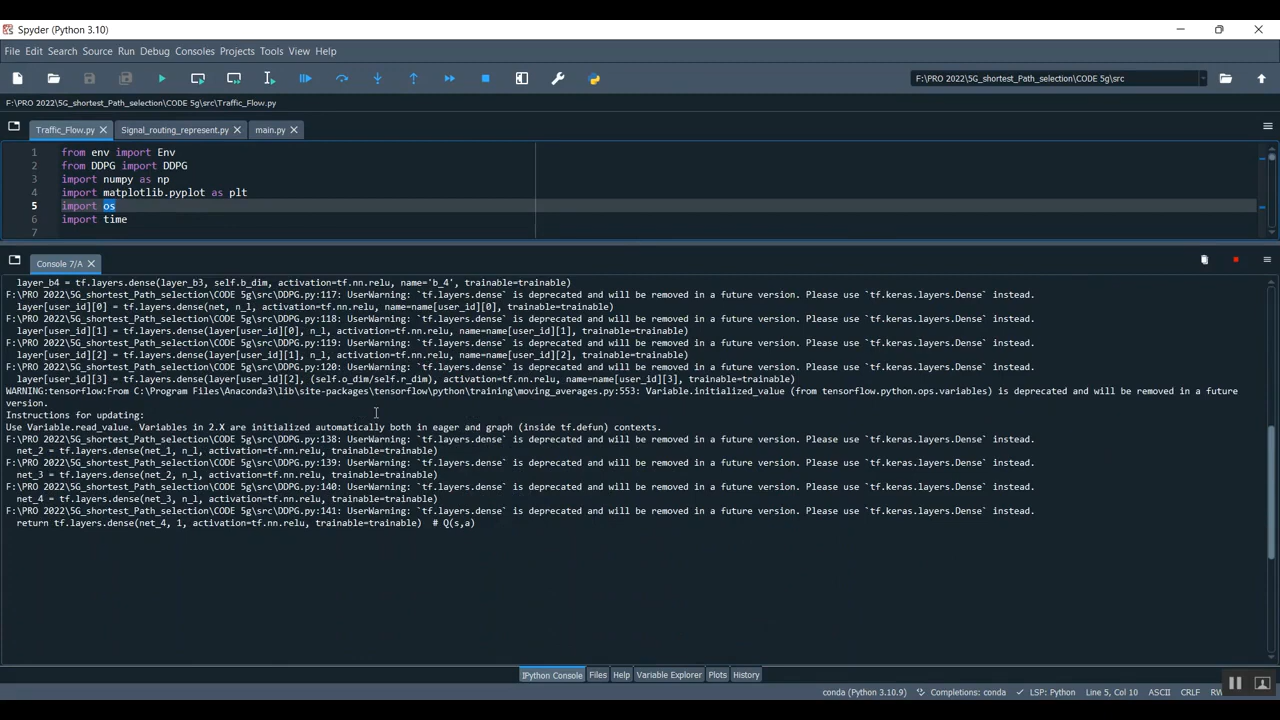 Spyder (Python 3.10)
File Edit Search Source Run Debug Consoles Projects Tools View Help
F:\PRO 2022\5G_shortest_Path_selection\CODE 5g\src
F:\PRO 2022\5G_shortest_Path_selection\CODE 5g\src\Traffic_Flow.py
Traffic_Flow.py Signal_routing_represent.py main.py
1 from env import Env
2 from DDPG import DDPG
3 import numpy as np
4 import matplotlib.pyplot as plt
5 import os
6 import time
7
Console 7/A
layer_b4 = tf.layers.dense(layer_b3, self.b_dim, activation=tf.nn.relu, name='b_4', trainable=trainable)
F:\PRO 2022\5G_shortest_Path_selection\CODE 5g\src\DDPG.py:117: UserWarning: `tf.layers.dense` is deprecated and will be removed in a future version. Please use `tf.keras.layers.Dense` instead.
layer[user_id][0] = tf.layers.dense(net, n_l, activation=tf.nn.relu, name=name[user_id][0], trainable=trainable)
F:\PRO 2022\5G_shortest_Path_selection\CODE 5g\src\DDPG.py:118: UserWarning: `tf.layers.dense` is deprecated and will be removed in a future version. Please use `tf.keras.layers.Dense` instead.
layer[user_id][1] = tf.layers.dense(layer[user_id][0], n_l, activation=tf.nn.relu, name=name[user_id][1], trainable=trainable)
F:\PRO 2022\5G_shortest_Path_selection\CODE 5g\src\DDPG.py:119: UserWarning: `tf.layers.dense` is deprecated and will be removed in a future version. Please use `tf.keras.layers.Dense` instead.
layer[user_id][2] = tf.layers.dense(layer[user_id][1], n_l, activation=tf.nn.relu, name=name[user_id][2], trainable=trainable)
F:\PRO 2022\5G_shortest_Path_selection\CODE 5g\src\DDPG.py:120: UserWarning: `tf.layers.dense` is deprecated and will be removed in a future version. Please use `tf.keras.layers.Dense` instead.
layer[user_id][3] = tf.layers.dense(layer[user_id][2], (self.o_dim/self.r_dim), activation=tf.nn.relu, name=name[user_id][3], trainable=trainable)
WARNING:tensorflow:From C:\Program Files\Anaconda3\lib\site-packages\tensorflow\python\training\moving_averages.py:553: Variable.initialized_value (from tensorflow.python.ops.variables) is deprecated and will be removed in a future
version.
Instructions for updating:
Use Variable.read_value. Variables in 2.X are initialized automatically both in eager and graph (inside tf.defun) contexts.
F:\PRO 2022\5G_shortest_Path_selection\CODE 5g\src\DDPG.py:138: UserWarning: `tf.layers.dense` is deprecated and will be removed in a future version. Please use `tf.keras.layers.Dense` instead.
net_2 = tf.layers.dense(net_1, n_l, activation=tf.nn.relu, trainable=trainable)
F:\PRO 2022\5G_shortest_Path_selection\CODE 5g\src\DDPG.py:139: UserWarning: `tf.layers.dense` is deprecated and will be removed in a future version. Please use `tf.keras.layers.Dense` instead.
net_3 = tf.layers.dense(net_2, n_l, activation=tf.nn.relu, trainable=trainable)
F:\PRO 2022\5G_shortest_Path_selection\CODE 5g\src\DDPG.py:140: UserWarning: `tf.layers.dense` is deprecated and will be removed in a future version. Please use `tf.keras.layers.Dense` instead.
net_4 = tf.layers.dense(net_3, n_l, activation=tf.nn.relu, trainable=trainable)
F:\PRO 2022\5G_shortest_Path_selection\CODE 5g\src\DDPG.py:141: UserWarning: `tf.layers.dense` is deprecated and will be removed in a future version. Please use `tf.keras.layers.Dense` instead.
return tf.layers.dense(net_4, 1, activation=tf.nn.relu, trainable=trainable) # Q(s,a)
IPython Console Files Help Variable Explorer Plots History
conda (Python 3.10.9) Completions: conda LSP: Python Line 5, Col 10 ASCII CRLF RW